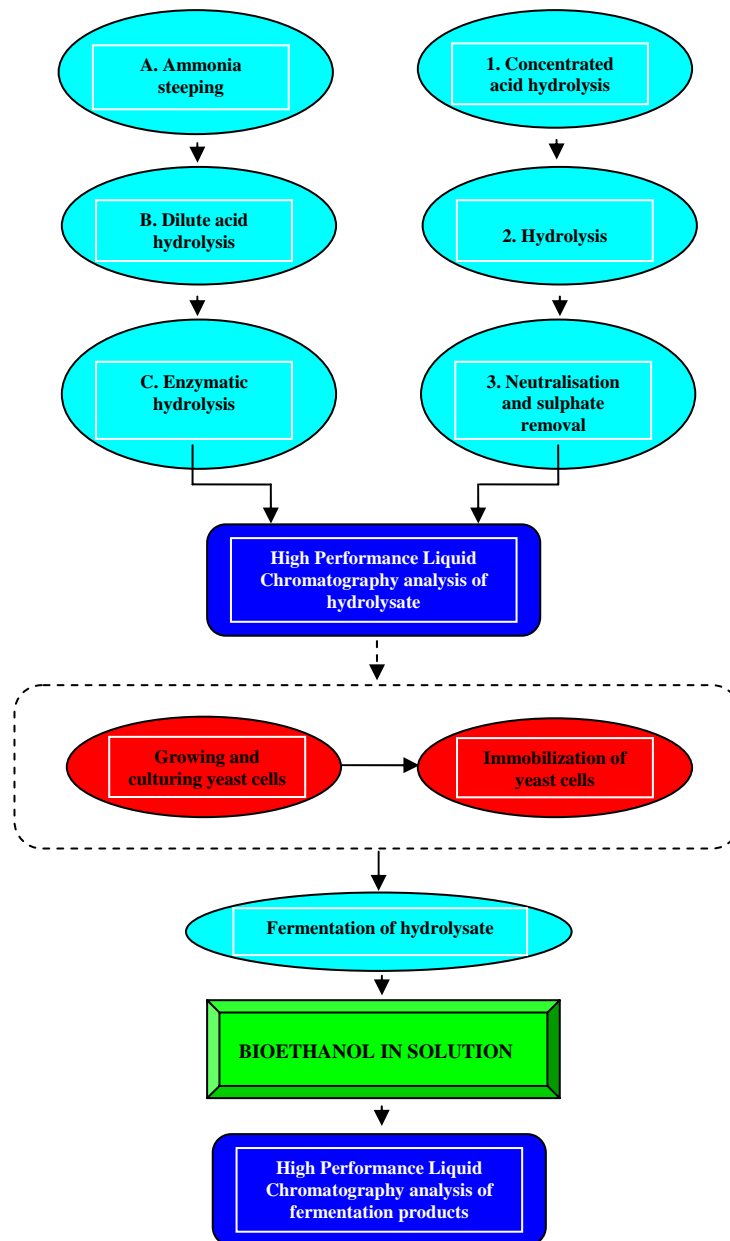 A. Ammonia
steeping
1. Concentrated
acid hydrolysis
B. Dilute acid
hydrolysis
2. Hydrolysis
C. Enzymatic
hydrolysis
3. Neutralisation
and sulphate
removal
High Performance Liquid
Chromatography analysis of
hydrolysate
Growing and
culturing yeast cells
Immobilization of
yeast cells
Fermentation of hydrolysate
BIOETHANOL IN SOLUTION
High Performance Liquid
Chromatography analysis of
fermentation products